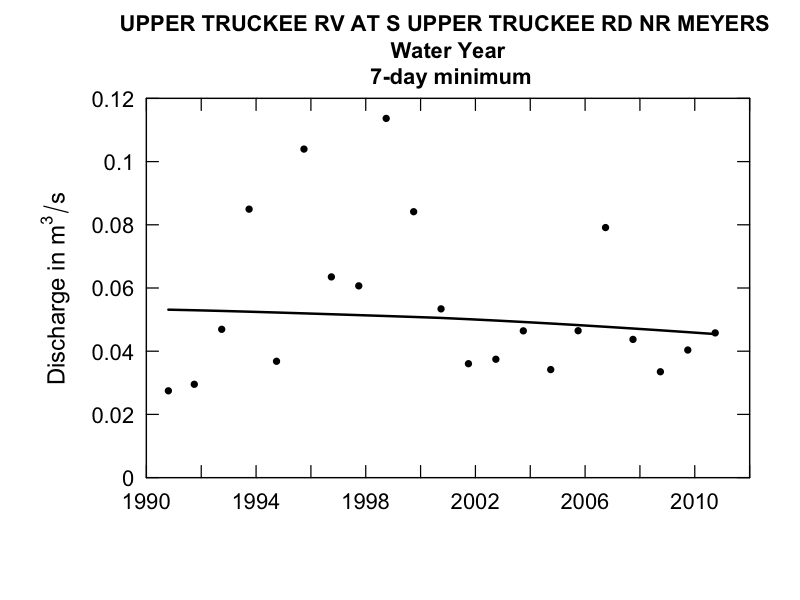 UPPER TRUCKEE RV AT S UPPER TRUCKEE RD NR MEYERS
Water Year
7-day minimum
Discharge in m³/s
0.12
0.1
0.08
0.06
0.04
0.02
0
1990 1994 1998 2002 2006 2010